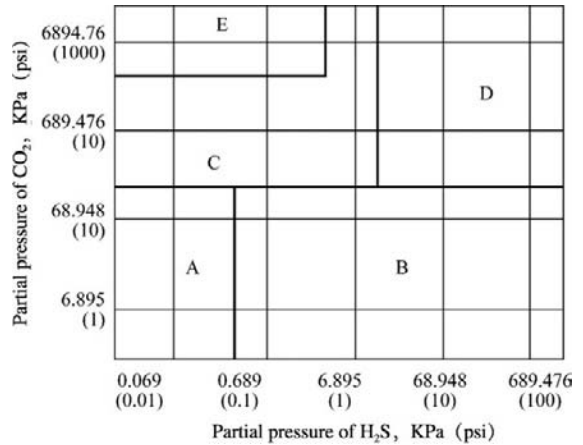 E
6894.76
(1000)
D
689.476
(10)
C
68.948
(10)
A
B
6.895
(1)
Partial pressure of CO₂, KPa (psi)
0.069 0.689 6.895 68.948 689.476
(0.01) (0.1) (1) (10) (100)
Partial pressure of H₂S, KPa (psi)